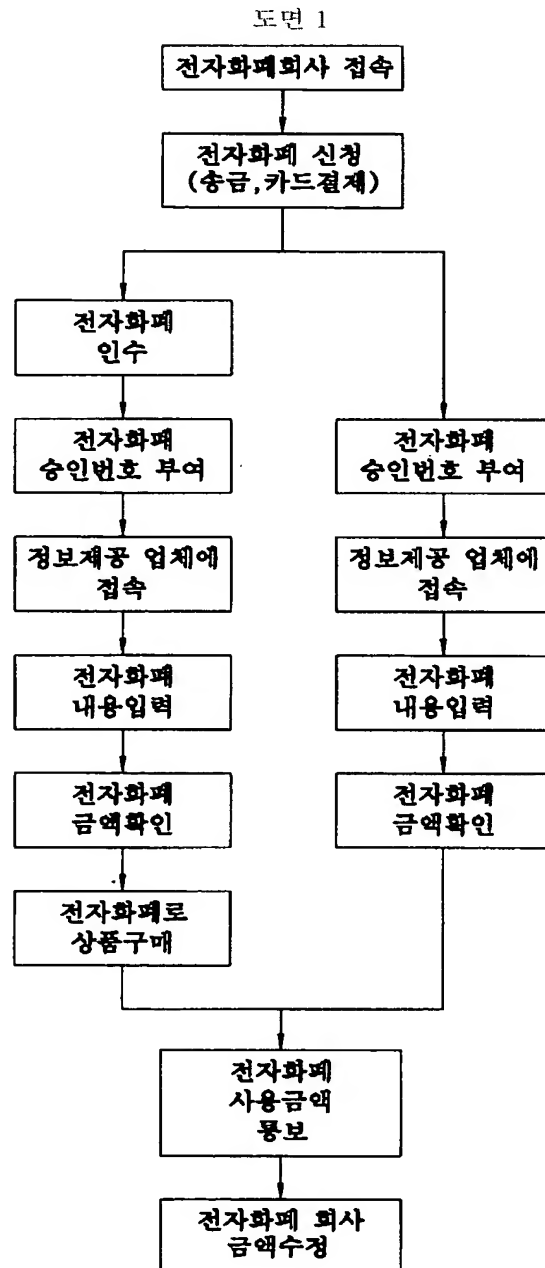 도면 1
전자화폐회사 접속
전자화폐 신청
(송금,카드결재)
전자화폐
인수
전자화폐
승인번호 부여
정보제공 업체에
접속
전자화폐
내용입력
전자화폐
금액확인
전자화폐로
상품구매
전자화폐
승인번호 부여
정보제공 업체에
접속
전자화폐
내용입력
전자화폐
금액확인
전자화폐
사용금액
통보
전자화폐 회사
금액수정